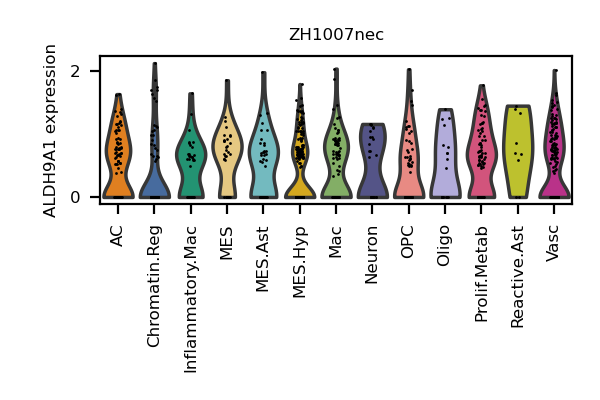 ZH1007nec
ALDH9A1 expression
2
0
AC
Chromatin.Reg
Inflammatory.Mac
MES
MES.Ast
MES.Hyp
Mac
Neuron
OPC
Oligo
Prolif.Metab
Reactive.Ast
Vasc